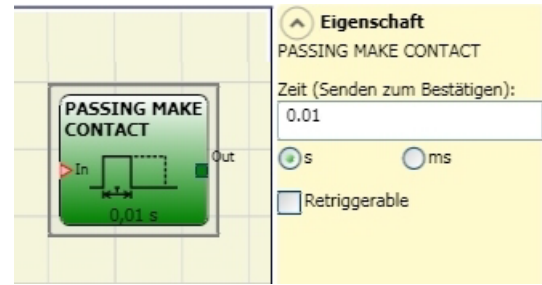 PASSING MAKE
CONTACT
In
Out
0,01 s
Eigenschaft
PASSING MAKE CONTACT
Zeit (Senden zum Bestätigen):
0.01
s ms
Retriggerable